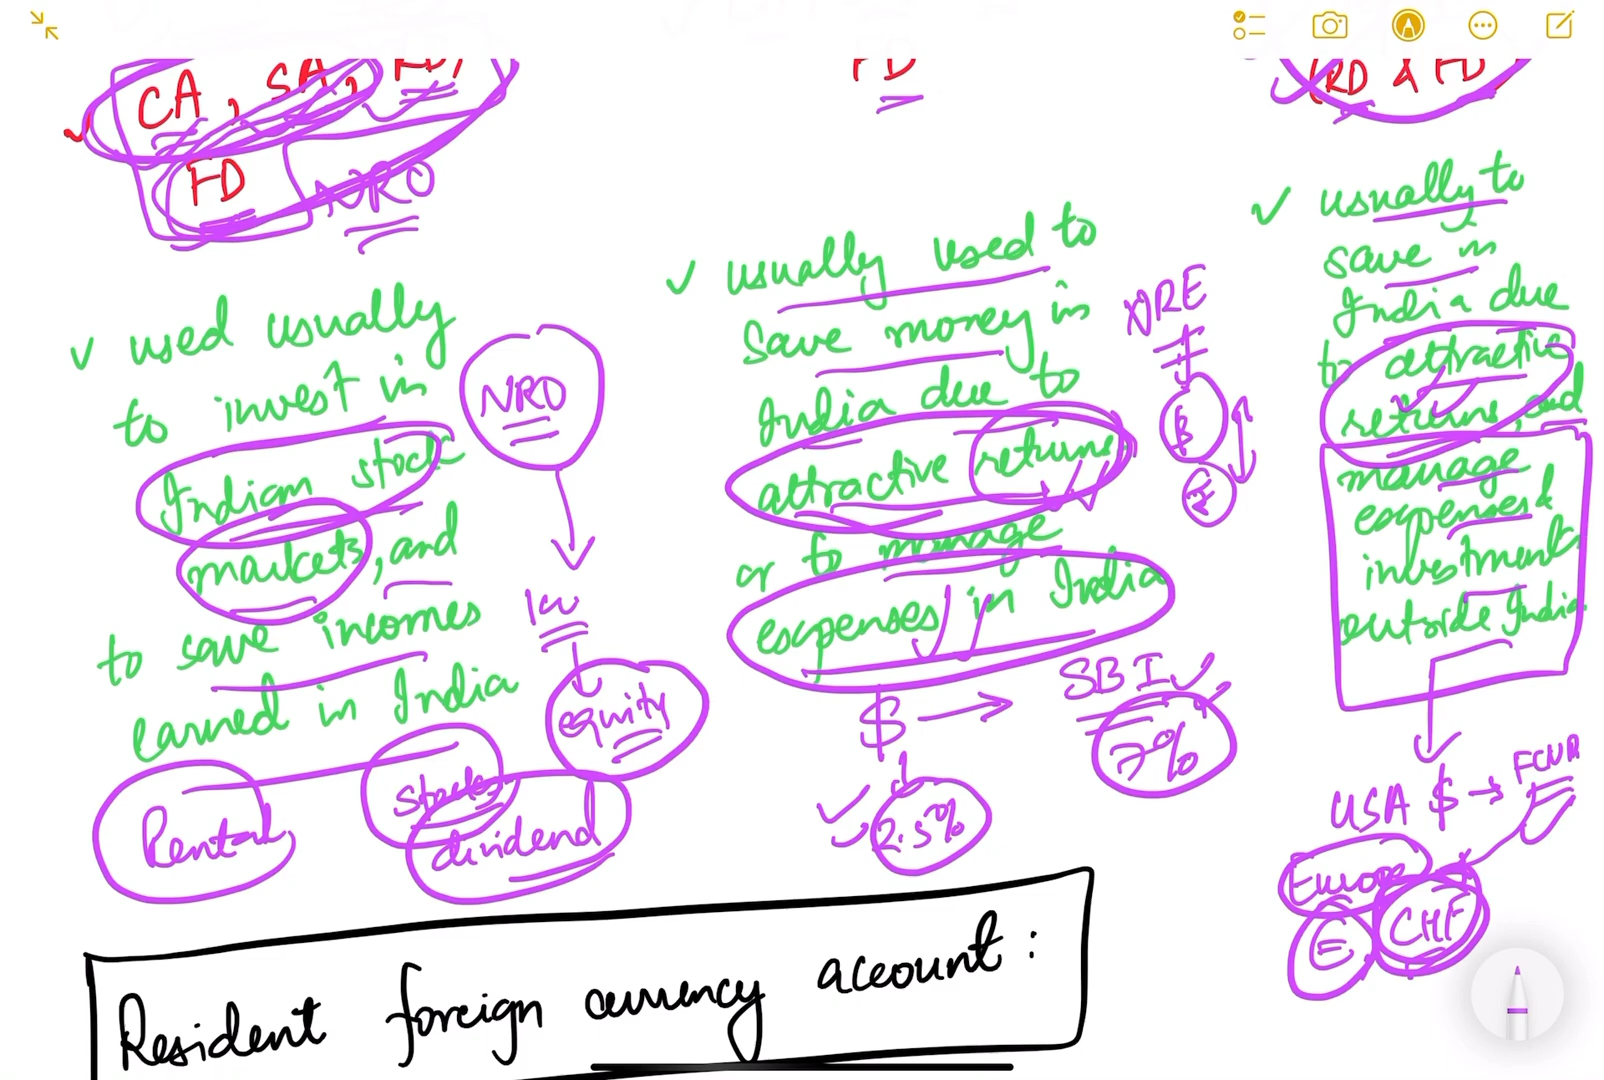 CA, SA, RD,
FD
NRO
used usually
to invest in
Indian stock
markets, and
to save incomes
earned in India
Rental
stocks
dividend
NRO
equity
FD
usually used to
save money in
India due to
attractive returns
or to manage
expenses in India
$ → SBI
7%
2.5%
NRE
$
₹
(RD & FD
usually to
save in
India due
to attractive
returns, and
manage
expenses &
investments
outside India
USA $ → FCNR
Europe
CHF
Resident foreign currency account: